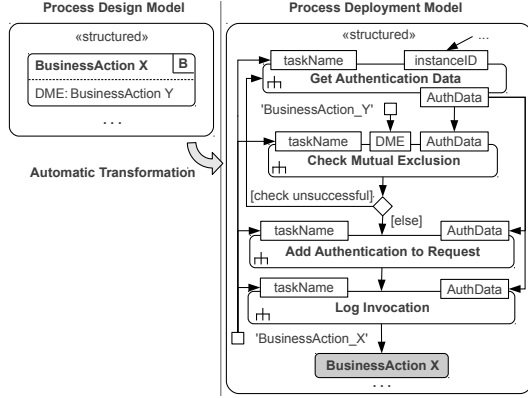 Process Design Model
«structured»
BusinessAction X
B
DME: BusinessAction Y
. . .
Automatic Transformation
Process Deployment Model
«structured»
...
taskName
instanceID
Get Authentication Data
AuthData
'BusinessAction_Y'
taskName
DME
AuthData
Check Mutual Exclusion
[check unsuccessful]
[else]
taskName
AuthData
Add Authentication to Request
taskName
AuthData
Log Invocation
'BusinessAction_X'
BusinessAction X
. . .